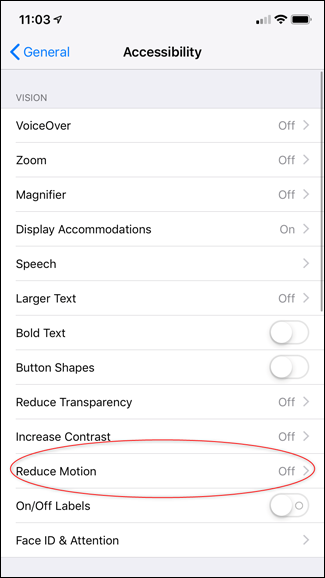 11:03
General
Accessibility
VISION
VoiceOver Off
Zoom Off
Magnifier Off
Display Accommodations On
Speech
Larger Text Off
Bold Text
Button Shapes
Reduce Transparency Off
Increase Contrast
Reduce Motion Off
On/Off Labels
Face ID & Attention